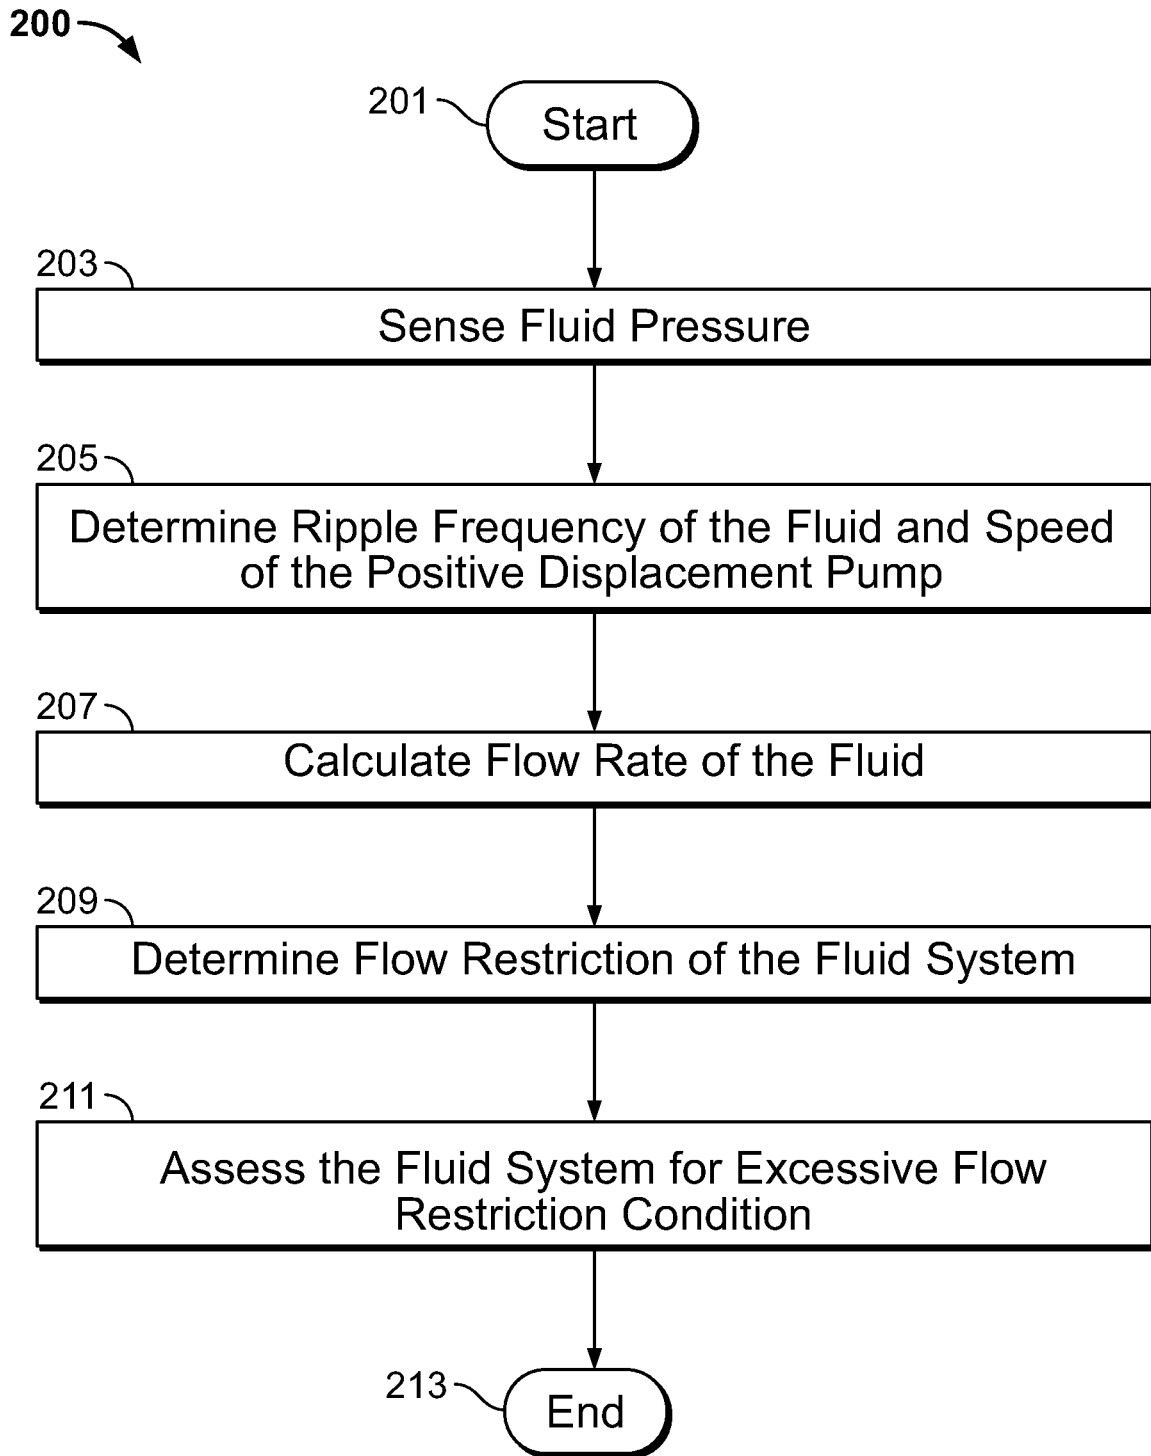 200
201
Start
203
Sense Fluid Pressure
205
Determine Ripple Frequency of the Fluid and Speed
of the Positive Displacement Pump
207
Calculate Flow Rate of the Fluid
209
Determine Flow Restriction of the Fluid System
211
Assess the Fluid System for Excessive Flow
Restriction Condition
213
End